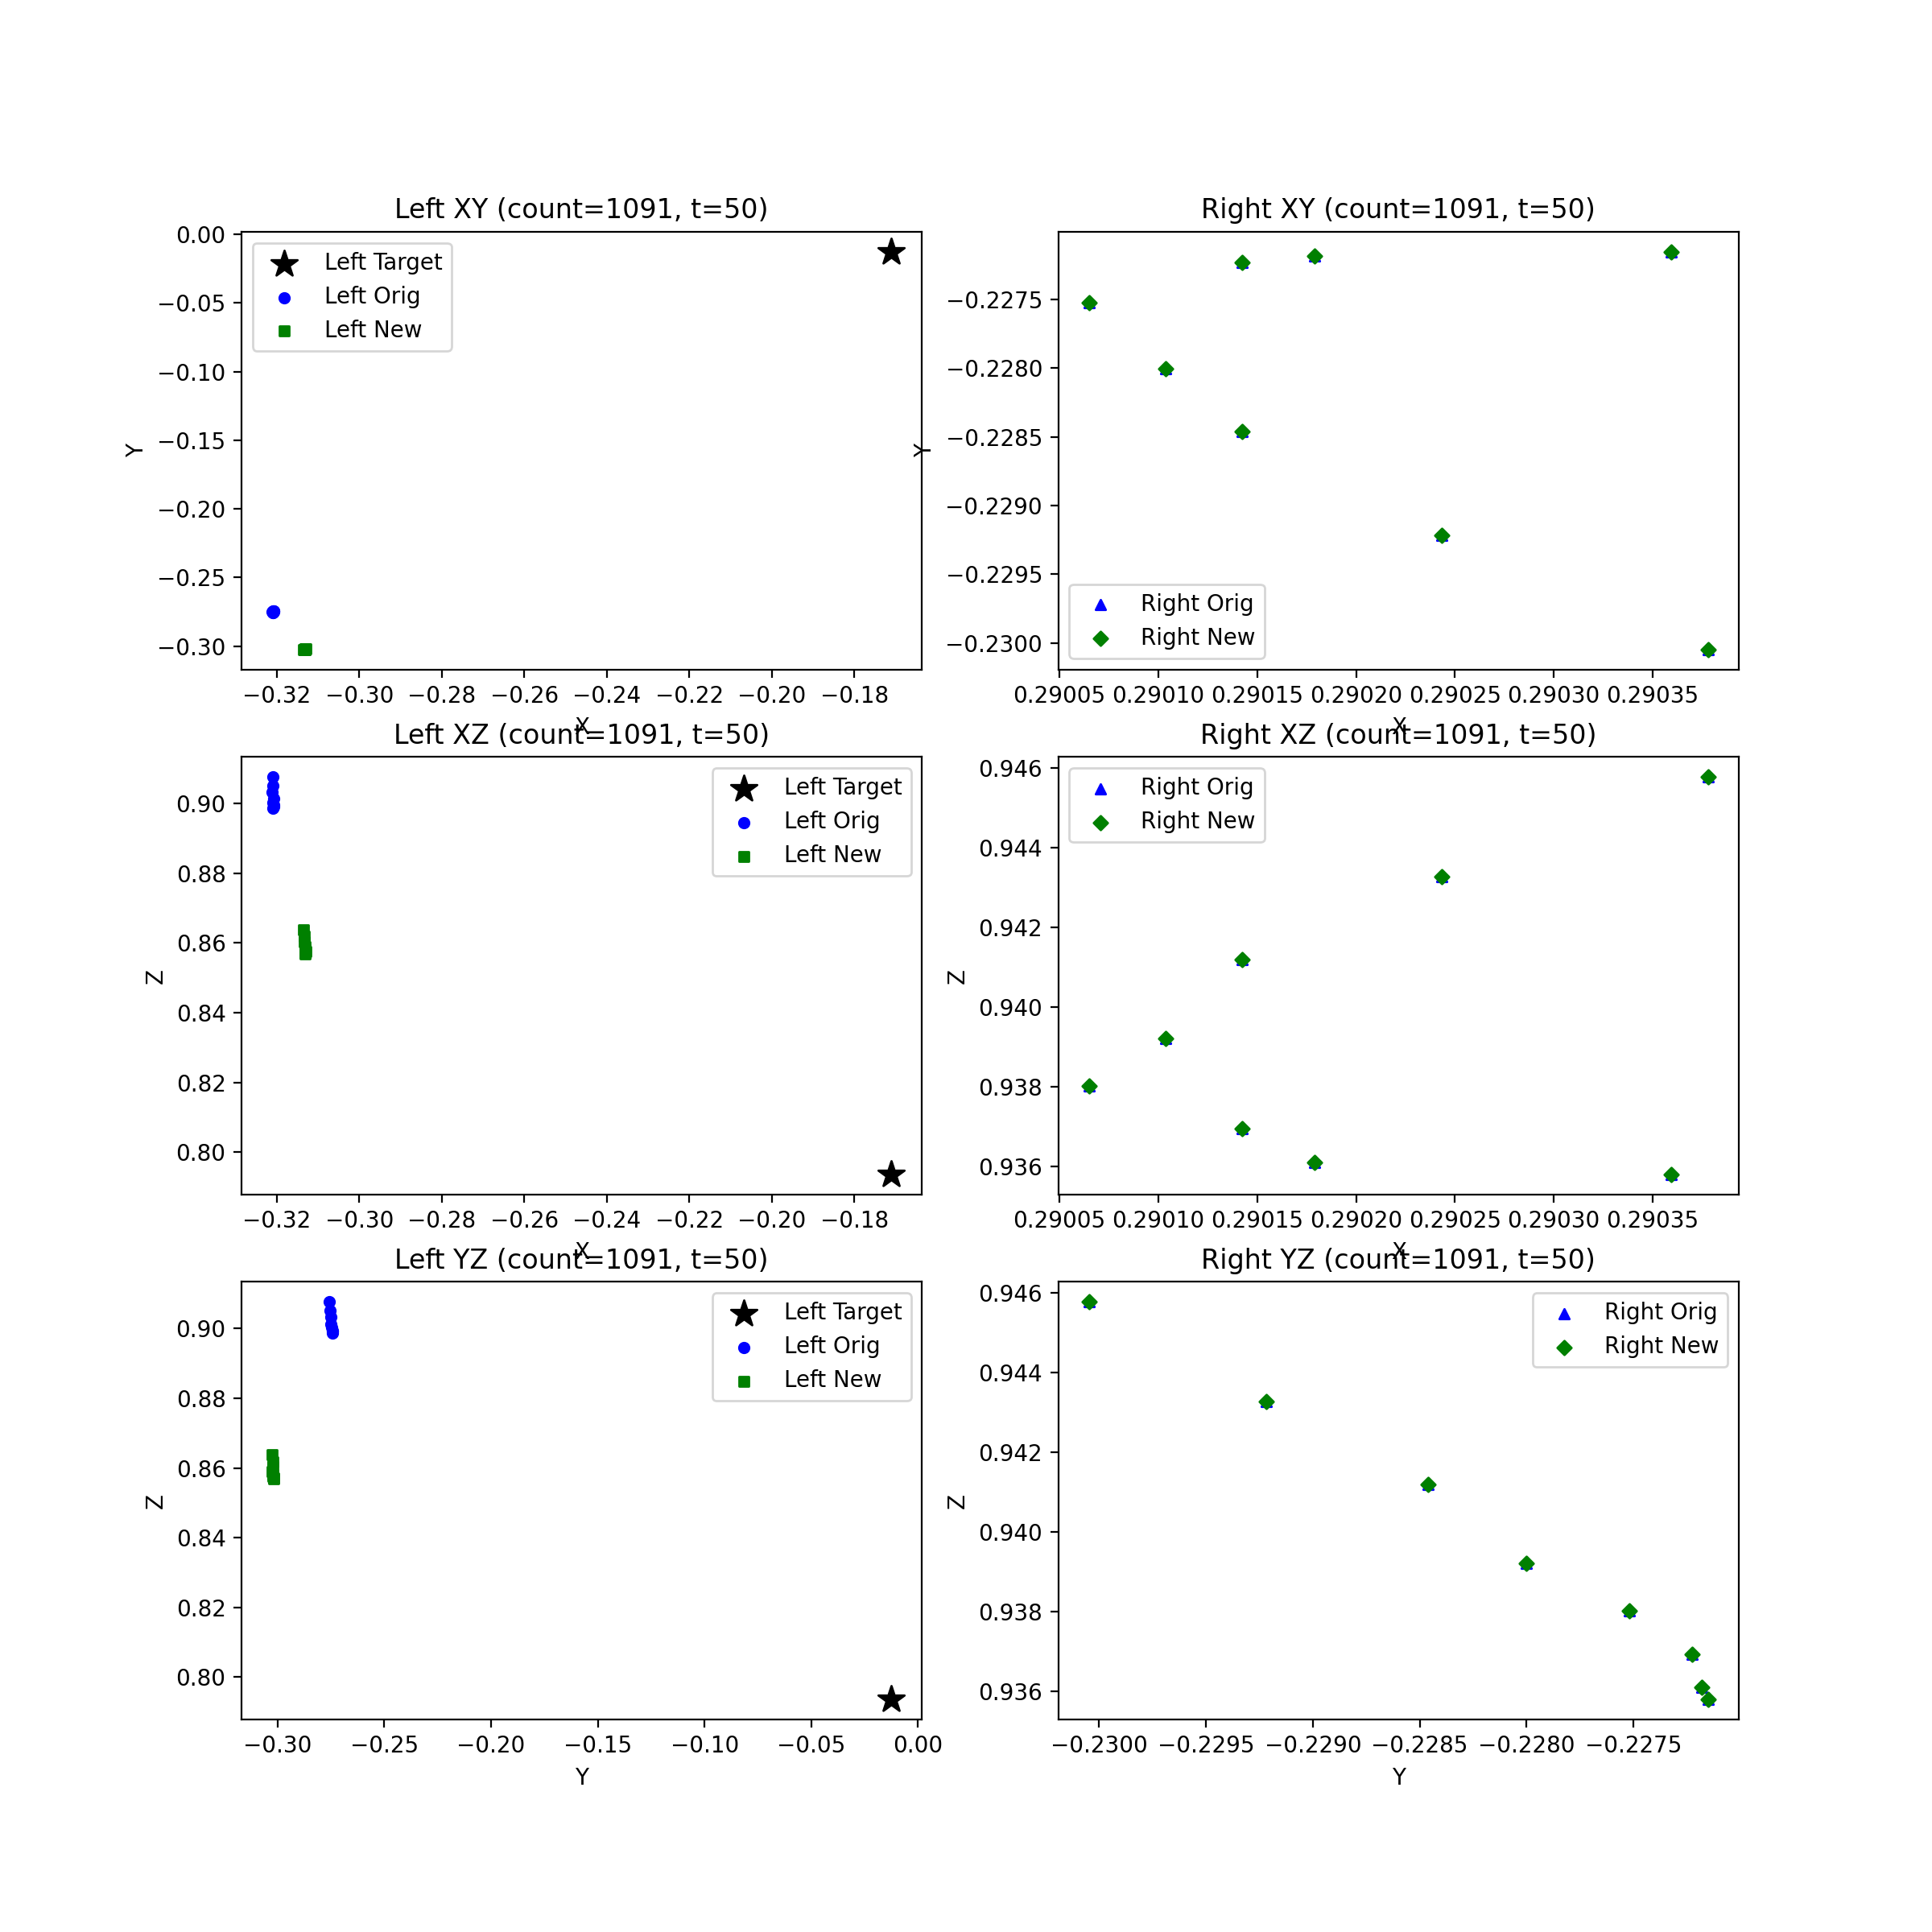 Left XY (count=1091, t=50)
0.00
−0.05
−0.10
−0.15
−0.20
−0.25
−0.30
Y
Left Target
Left Orig
Left New
−0.32 −0.30 −0.28 −0.26 −0.24 −0.22 −0.20 −0.18
X
Right XY (count=1091, t=50)
−0.2275
−0.2280
−0.2285
−0.2290
−0.2295
−0.2300
Y
Right Orig
Right New
0.29005 0.29010 0.29015 0.29020 0.29025 0.29030 0.29035
X
Left XZ (count=1091, t=50)
0.90
0.88
0.86
0.84
0.82
0.80
Z
Left Target
Left Orig
Left New
−0.32 −0.30 −0.28 −0.26 −0.24 −0.22 −0.20 −0.18
X
Right XZ (count=1091, t=50)
0.946
0.944
0.942
0.940
0.938
0.936
Z
Right Orig
Right New
0.29005 0.29010 0.29015 0.29020 0.29025 0.29030 0.29035
X
Left YZ (count=1091, t=50)
0.90
0.88
0.86
0.84
0.82
0.80
Z
Left Target
Left Orig
Left New
−0.30 −0.25 −0.20 −0.15 −0.10 −0.05 0.00
Y
Right YZ (count=1091, t=50)
0.946
0.944
0.942
0.940
0.938
0.936
Z
Right Orig
Right New
−0.2300 −0.2295 −0.2290 −0.2285 −0.2280 −0.2275
Y